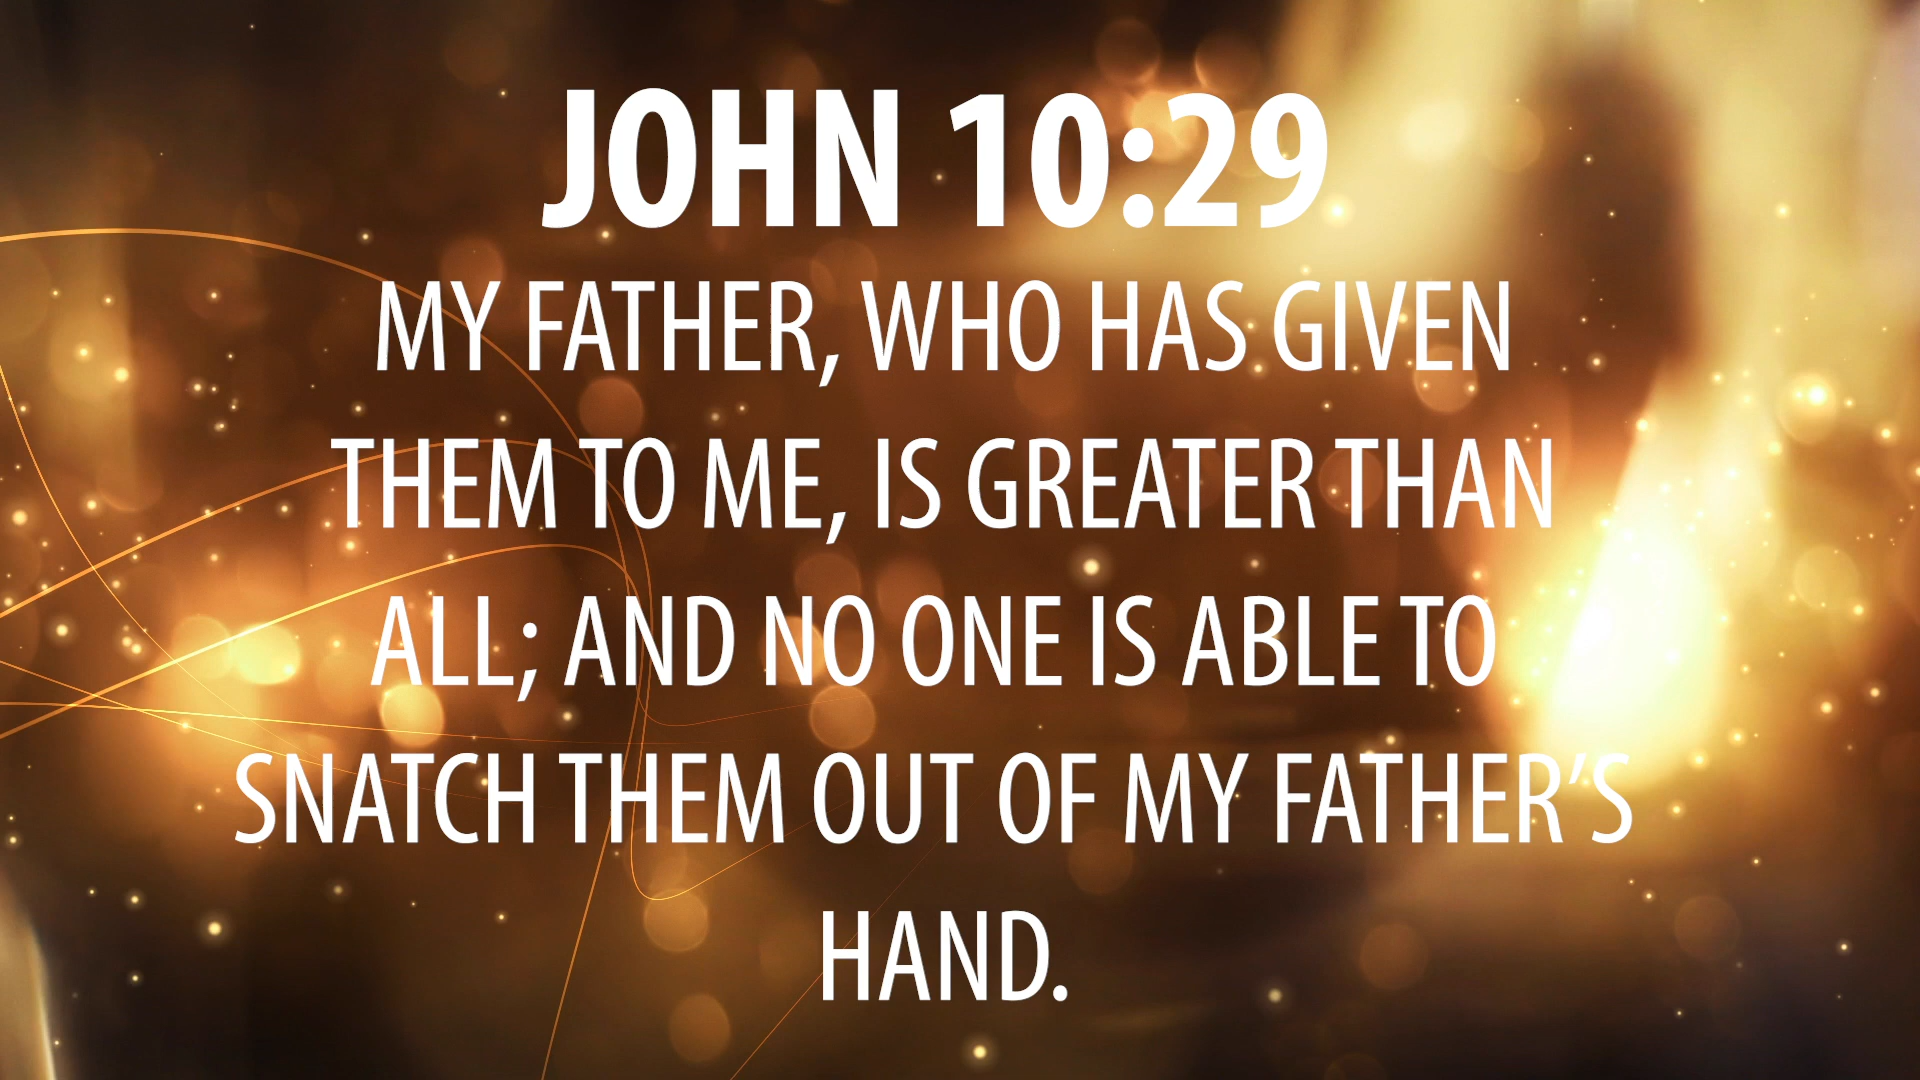 JOHN 10:29
MY FATHER, WHO HAS GIVEN
THEM TO ME, IS GREATER THAN
ALL; AND NO ONE IS ABLE TO
SNATCH THEM OUT OF MY FATHER’S
HAND.